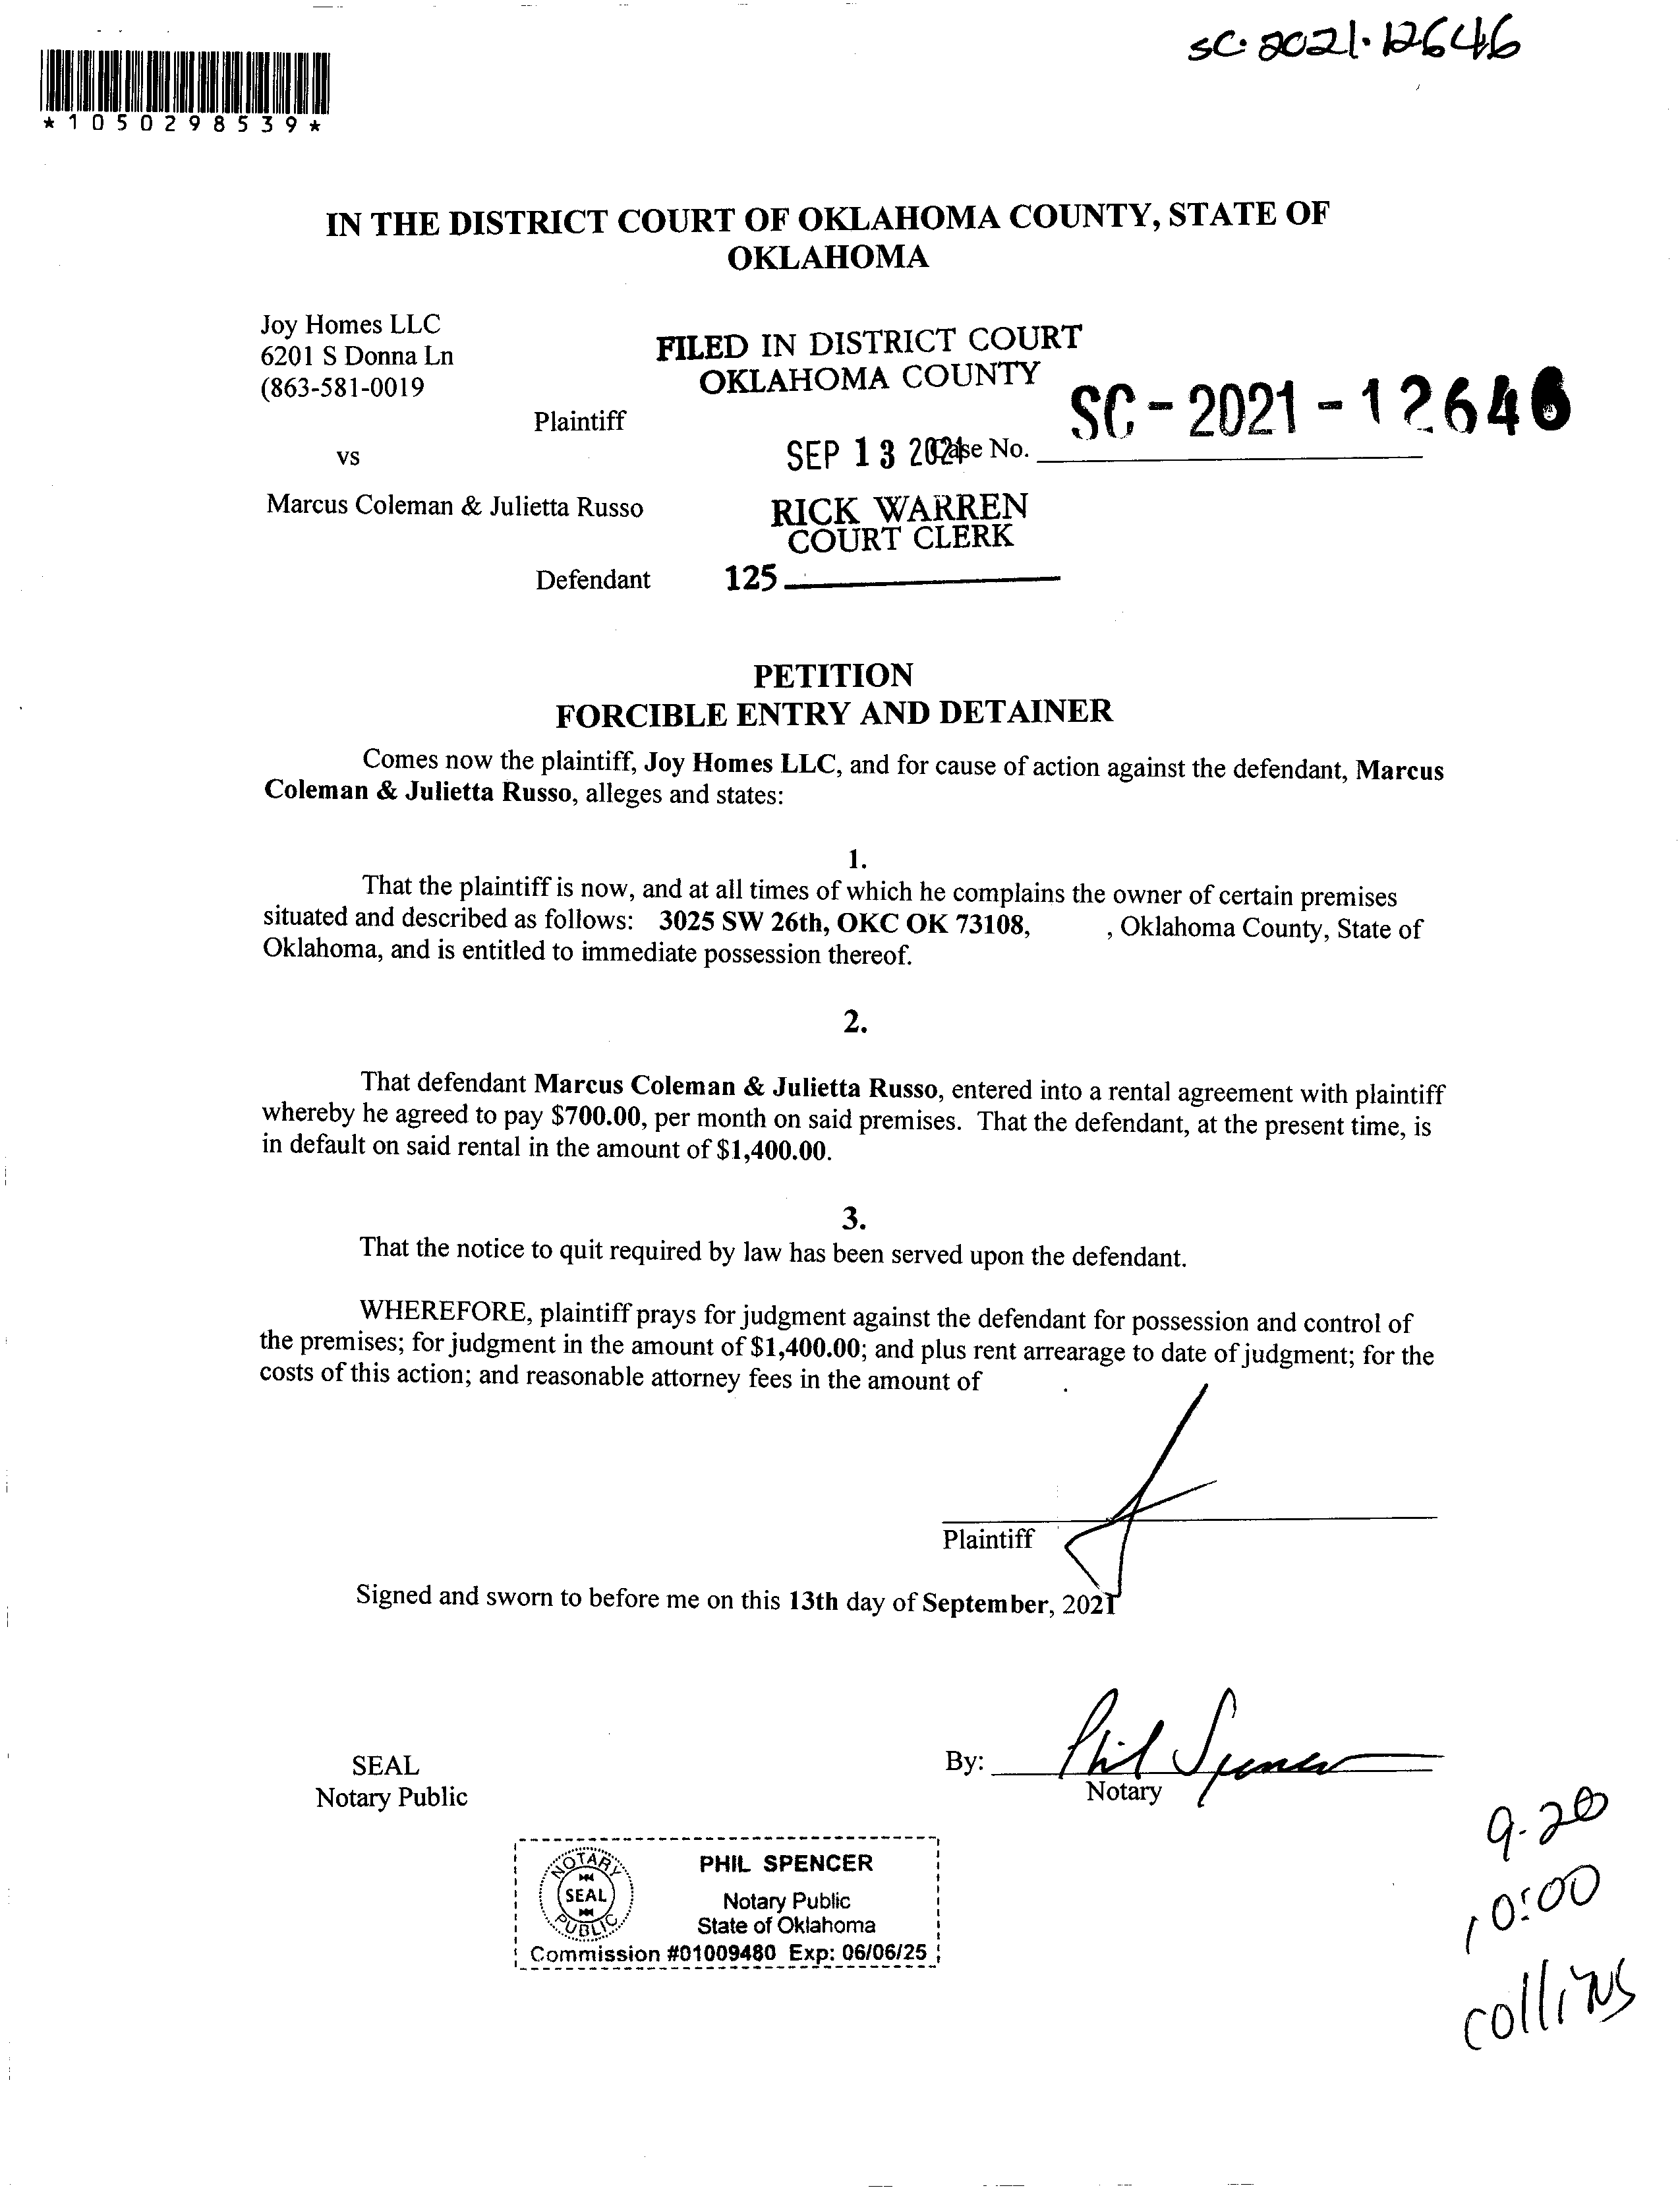 SC-2021-12646
*1050298539*
IN THE DISTRICT COURT OF OKLAHOMA COUNTY, STATE OF
OKLAHOMA
Joy Homes LLC
6201 S Donna Ln
(863-581-0019
Plaintiff
vs
Marcus Coleman & Julietta Russo
Defendant
FILED IN DISTRICT COURT
OKLAHOMA COUNTY
SEP 13 2021
RICK WARREN
COURT CLERK
125
Case No.
SC-2021-12646
PETITION
FORCIBLE ENTRY AND DETAINER
Comes now the plaintiff, Joy Homes LLC, and for cause of action against the defendant, Marcus
Coleman & Julietta Russo, alleges and states:
1.
That the plaintiff is now, and at all times of which he complains the owner of certain premises
situated and described as follows: 3025 SW 26th, OKC OK 73108, , Oklahoma County, State of
Oklahoma, and is entitled to immediate possession thereof.
2.
That defendant Marcus Coleman & Julietta Russo, entered into a rental agreement with plaintiff
whereby he agreed to pay $700.00, per month on said premises. That the defendant, at the present time, is
in default on said rental in the amount of $1,400.00.
3.
That the notice to quit required by law has been served upon the defendant.
WHEREFORE, plaintiff prays for judgment against the defendant for possession and control of
the premises; for judgment in the amount of $1,400.00; and plus rent arrearage to date of judgment; for the
costs of this action; and reasonable attorney fees in the amount of .
Plaintiff
Signed and sworn to before me on this 13th day of September, 2021
SEAL
Notary Public
By: Phil Spencer
Notary
NOTARY
SEAL
PUBLIC
PHIL SPENCER
Notary Public
State of Oklahoma
Commission #01009480 Exp: 06/06/25
9-20
10:00
collins